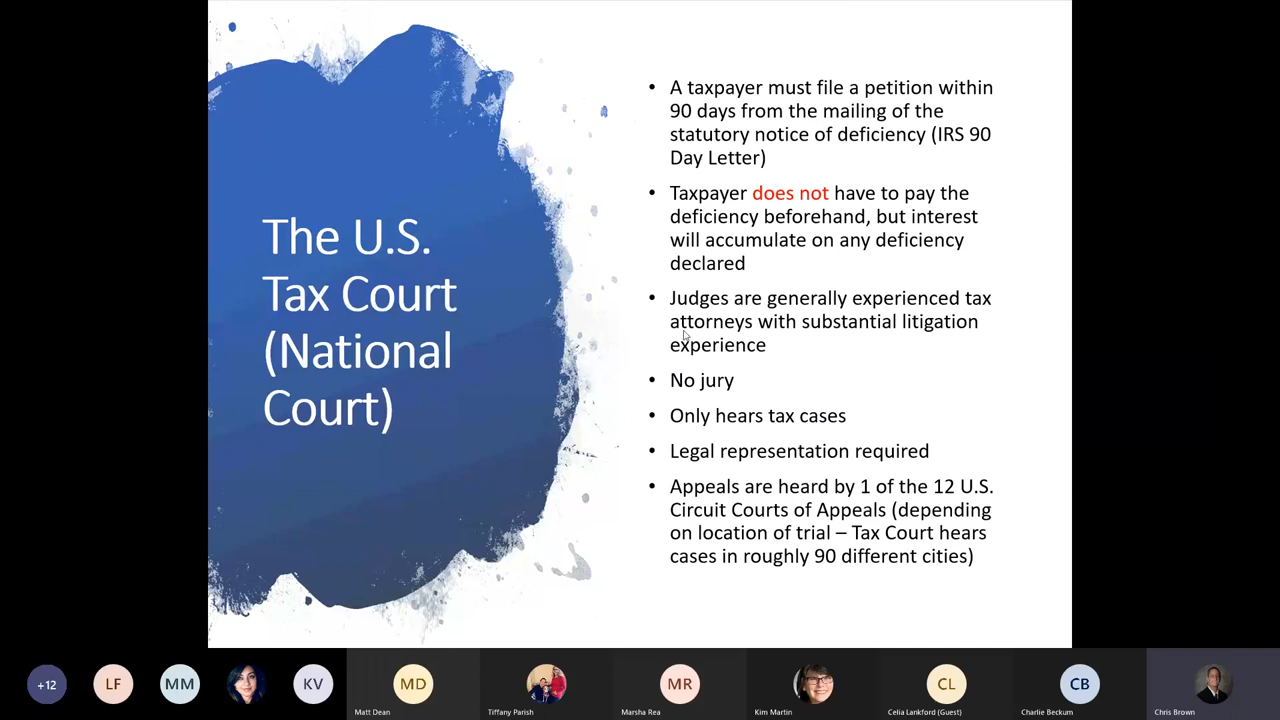 The U.S.
Tax Court
(National
Court)
• A taxpayer must file a petition within
90 days from the mailing of the
statutory notice of deficiency (IRS 90
Day Letter)
• Taxpayer does not have to pay the
deficiency beforehand, but interest
will accumulate on any deficiency
declared
• Judges are generally experienced tax
attorneys with substantial litigation
experience
• No jury
• Only hears tax cases
• Legal representation required
• Appeals are heard by 1 of the 12 U.S.
Circuit Courts of Appeals (depending
on location of trial – Tax Court hears
cases in roughly 90 different cities)
+12
LF
MM
KV
MD
Matt Dean
Tiffany Parish
MR
Marsha Rea
Kim Martin
CL
Celia Lankford (Guest)
CB
Charlie Beckum
Chris Brown